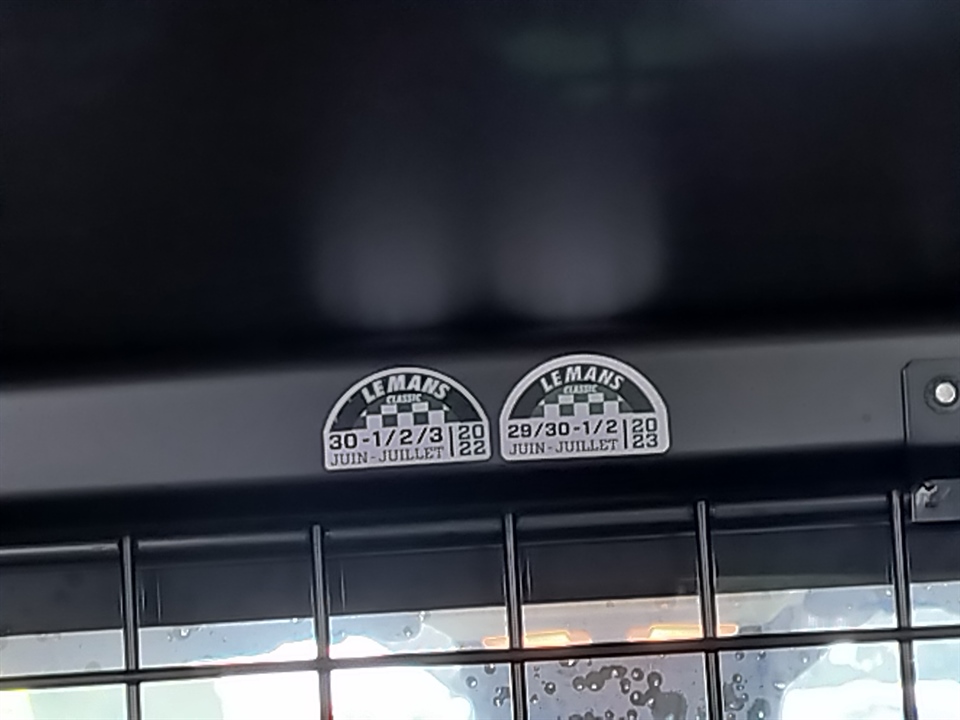 LE MANS
CLASSIC
30 - 1/2/3
JUIN - JUILLET
20
22
LE MANS
CLASSIC
29/30 - 1/2
JUIN - JUILLET
20
23